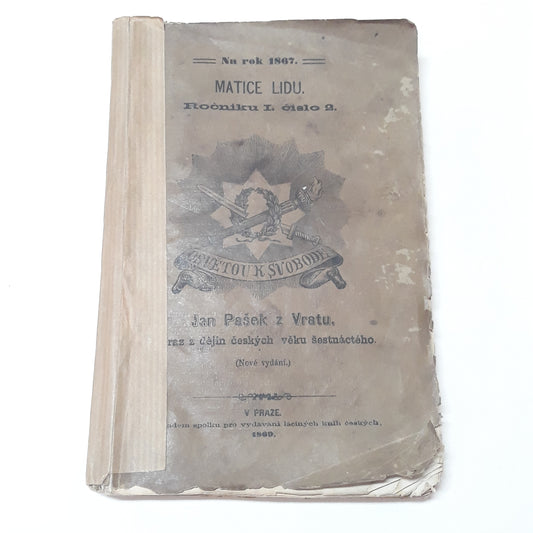 Na rok 1867.
MATICE LIDU.
Ročníku I. číslo 2.
OSVĚTOU K SVOBODĚ
Jan Pašek z Vratu.
raz z dějin českých věku šestnáctého.
(Nové vydání.)
V PRAZE.
dem spolku pro vydávání laciných knih českých,
1869.